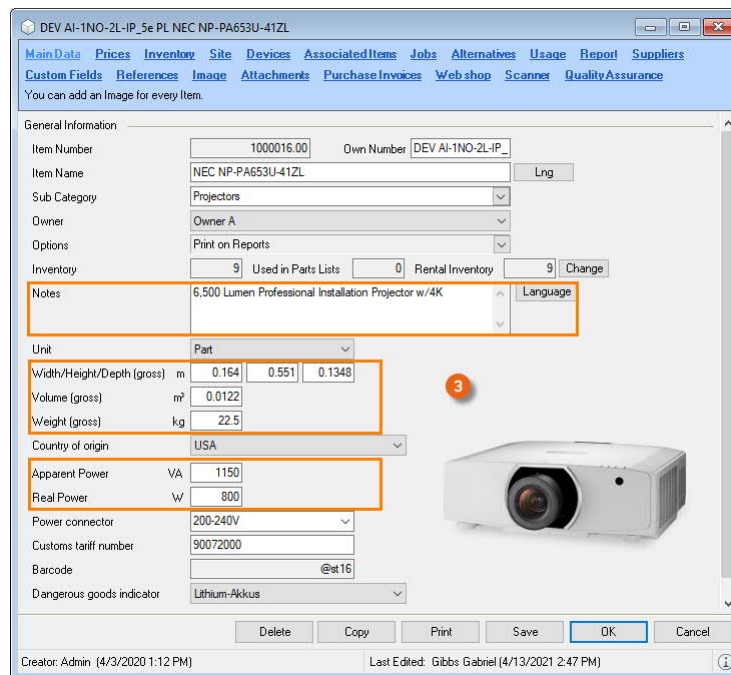 DEV AI-1NO-2L-IP_5e PL NEC NP-PA653U-41ZL
Main Data Prices Inventory Site Devices Associated Items Jobs Alternatives Usage Report Suppliers
Custom Fields References Image Attachments Purchase Invoices Web shop Scanner Quality Assurance
You can add an Image for every Item.
General Information
Item Number 1000016.00 Own Number DEV AI-1NO-2L-IP_
Item Name NEC NP-PA653U-41ZL Lng
Sub Category Projectors
Owner Owner A
Options Print on Reports
Inventory 9 Used in Parts Lists 0 Rental Inventory 9 Change
Notes 6,500 Lumen Professional Installation Projector w/4K Language
Unit Part
Width/Height/Depth (gross) m 0.164 0.551 0.1348
Volume (gross) m³ 0.0122
3
Weight (gross) kg 22.5
Country of origin USA
Apparent Power VA 1150
Real Power W 800
Power connector 200-240V
Customs tariff number 90072000
Barcode @st16
Dangerous goods indicator Lithium-Akkus
Delete Copy Print Save OK Cancel
Creator: Admin (4/3/2020 1:12 PM) Last Edited: Gibbs Gabriel (4/13/2021 2:47 PM)